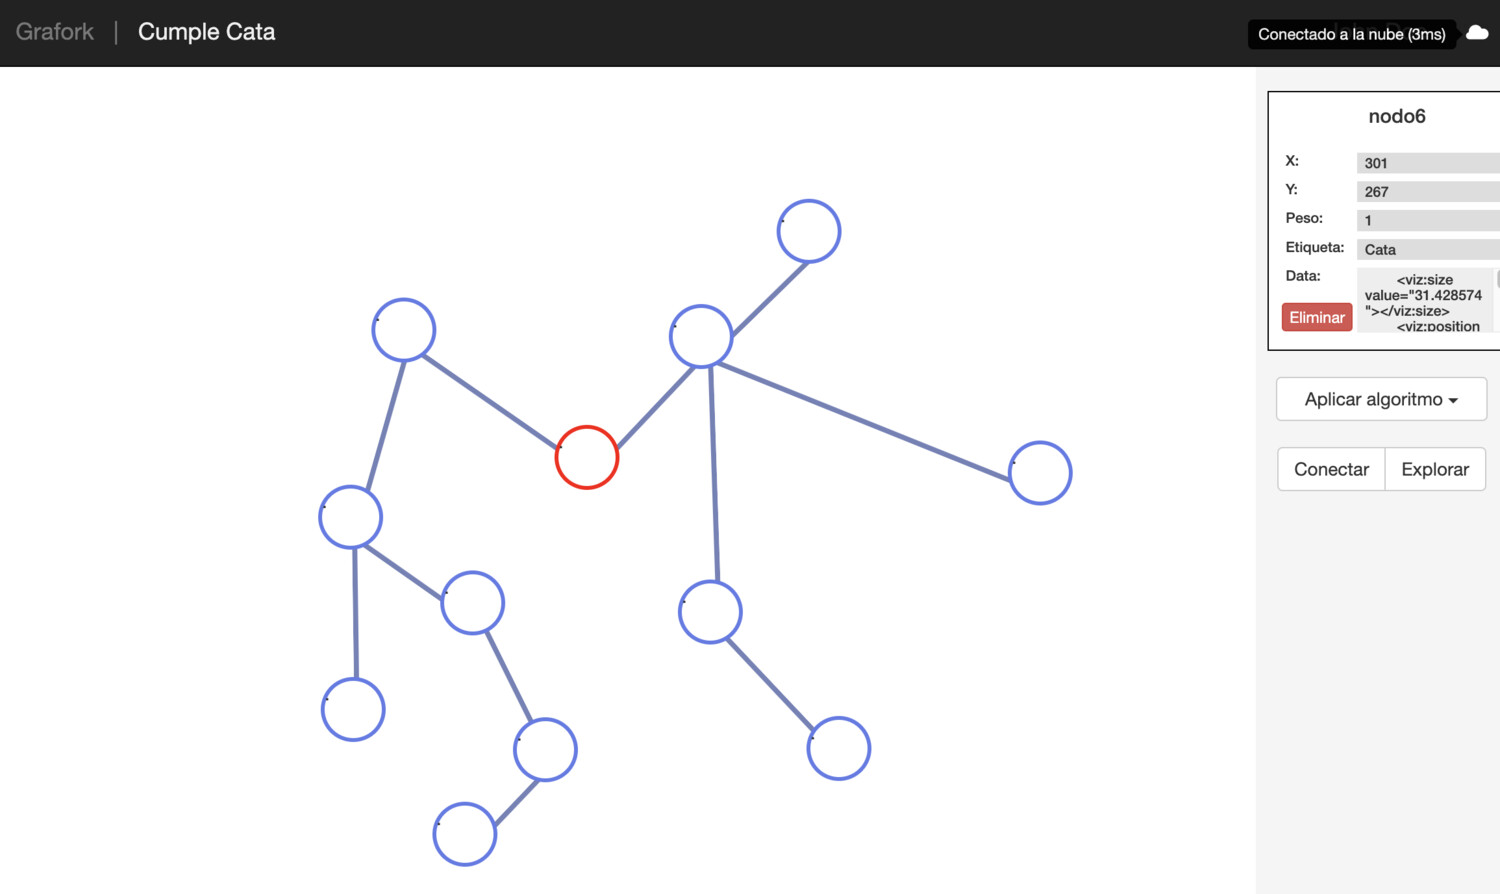 Grafork | Cumple Cata
Conectado a la nube (3ms)
nodo6
X: 301
Y: 267
Peso: 1
Etiqueta: Cata
Data: <viz:size
value="31.428574
"></viz:size>
<viz:position
Eliminar
Aplicar algoritmo
Conectar Explorar